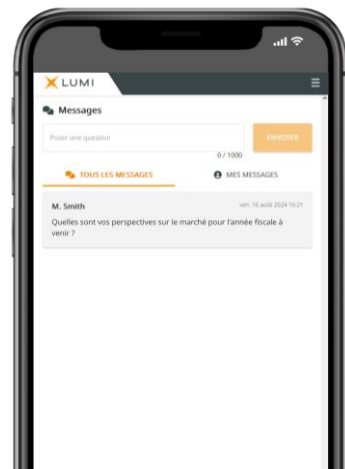 LUMI
Messages
Poser une question
ENVOYER
0 / 1000
TOUS LES MESSAGES
MES MESSAGES
M. Smith
ven. 16 août 2024 16:21
Quelles sont vos perspectives sur le marché pour l'année fiscale à
venir ?